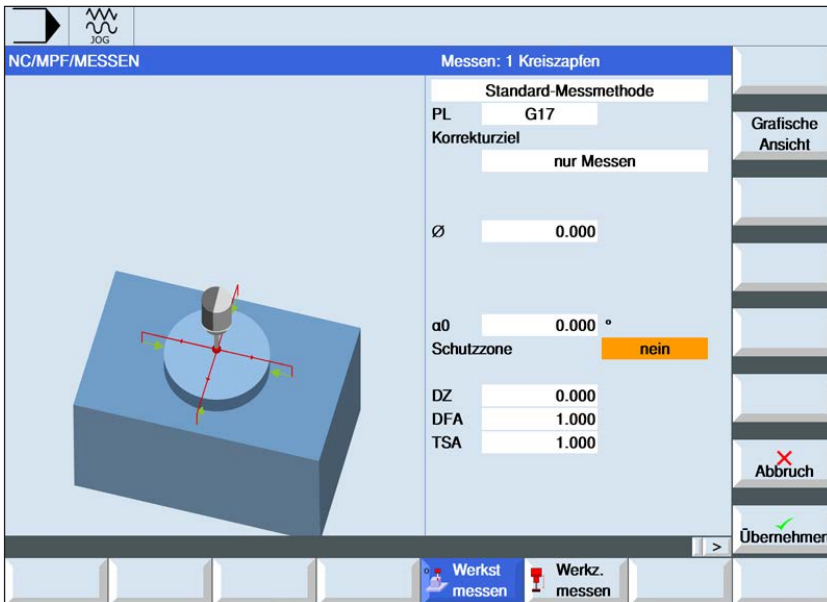 JOG
NC/MPF/MESSEN
Messen: 1 Kreiszapfen
Standard-Messmethode
PL G17
Korrekturziel
nur Messen
Ø 0.000
α0 0.000 °
Schutzzone nein
DZ 0.000
DFA 1.000
TSA 1.000
Grafische
Ansicht
Abbruch
Übernehmen
>
Werkst
messen
Werkz.
messen